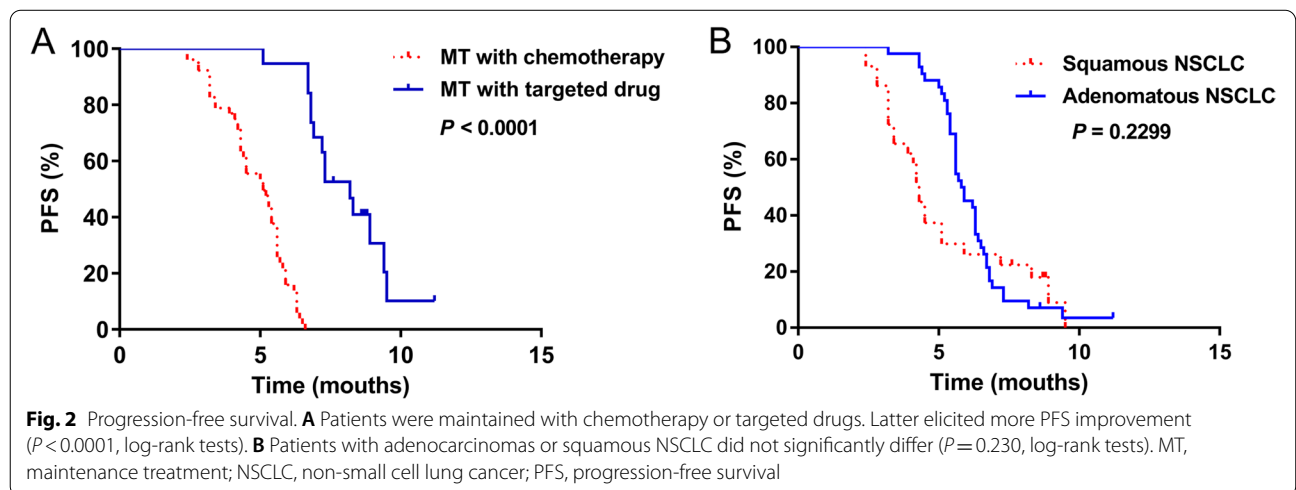 A
100
80
60
40
20
0
PFS (%)
0 5 10 15
Time (mouths)
MT with chemotherapy
MT with targeted drug
P < 0.0001
B
100
80
60
40
20
0
PFS (%)
0 5 10 15
Time (mouths)
Squamous NSCLC
Adenomatous NSCLC
P = 0.2299
Fig. 2 Progression-free survival. A Patients were maintained with chemotherapy or targeted drugs. Latter elicited more PFS improvement
(P < 0.0001, log-rank tests). B Patients with adenocarcinomas or squamous NSCLC did not significantly differ (P = 0.230, log-rank tests). MT,
maintenance treatment; NSCLC, non-small cell lung cancer; PFS, progression-free survival